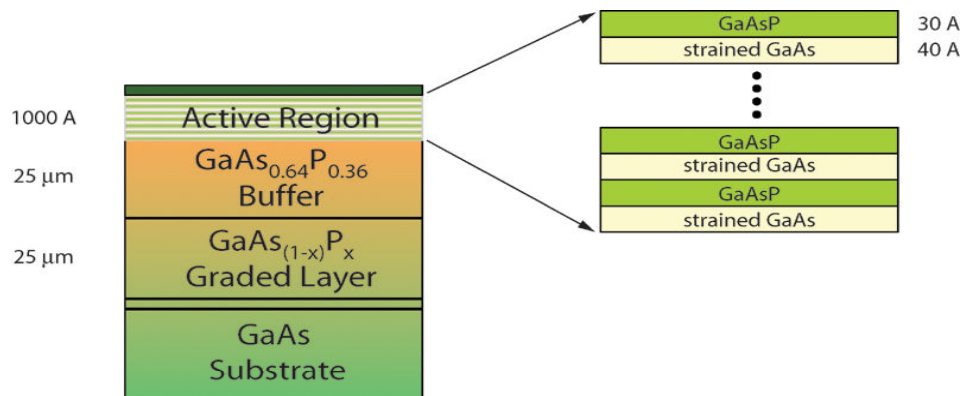 GaAsP
30 A
strained GaAs
40 A
1000 A
Active Region
25 μm
GaAs0.64P0.36
Buffer
25 μm
GaAs(1-x)Px
Graded Layer
GaAs
Substrate
GaAsP
strained GaAs
GaAsP
strained GaAs